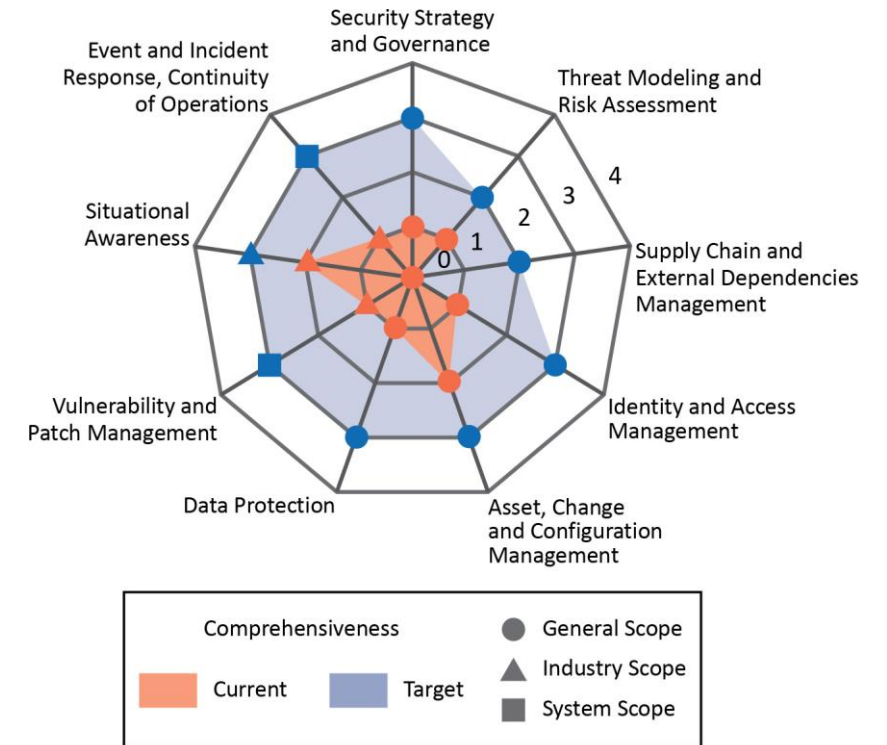 Security Strategy
and Governance
Event and Incident
Response, Continuity
of Operations
Threat Modeling and
Risk Assessment
4
3
2
1
0
Situational
Awareness
Supply Chain and
External Dependencies
Management
Vulnerability and
Patch Management
Identity and Access
Management
Data Protection
Asset, Change
and Configuration
Management
Comprehensiveness
Current
Target
General Scope
Industry Scope
System Scope